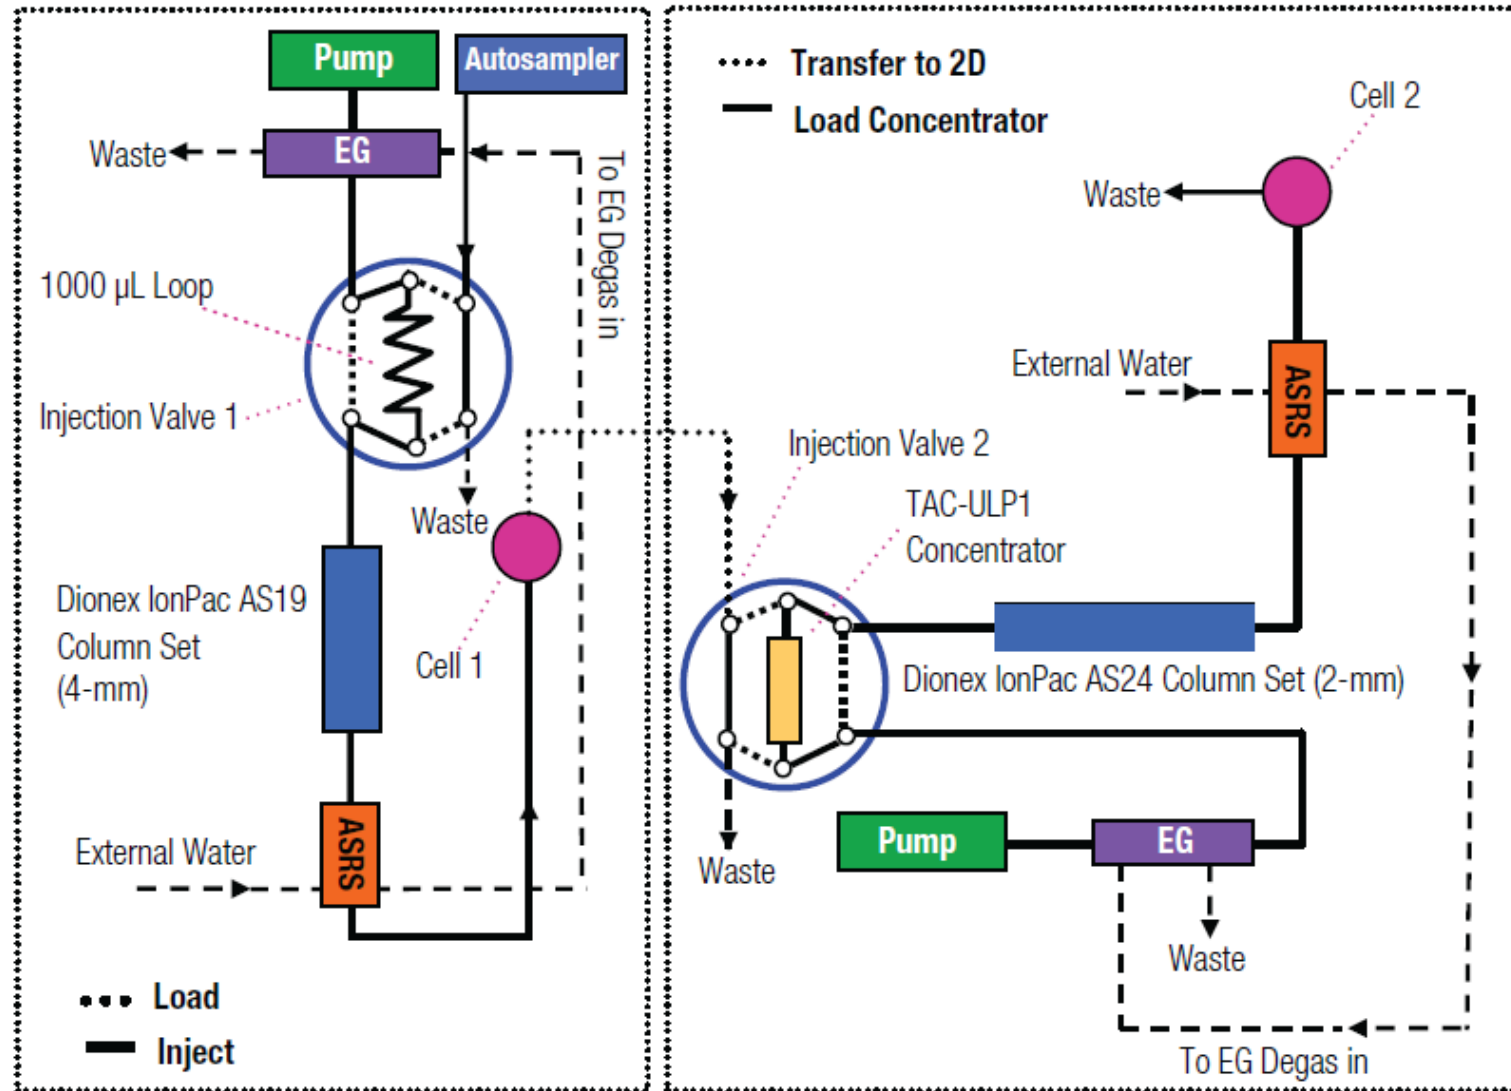 Pump
Autosampler
Waste
EG
To EG Degas in
1000 µL Loop
Injection Valve 1
Waste
Dionex IonPac AS19
Column Set
(4-mm)
Cell 1
External Water
ASRS
Load
Inject
Transfer to 2D
Load Concentrator
Cell 2
Waste
External Water
ASRS
Injection Valve 2
TAC-ULP1
Concentrator
Dionex IonPac AS24 Column Set (2-mm)
Pump
EG
Waste
Waste
To EG Degas in